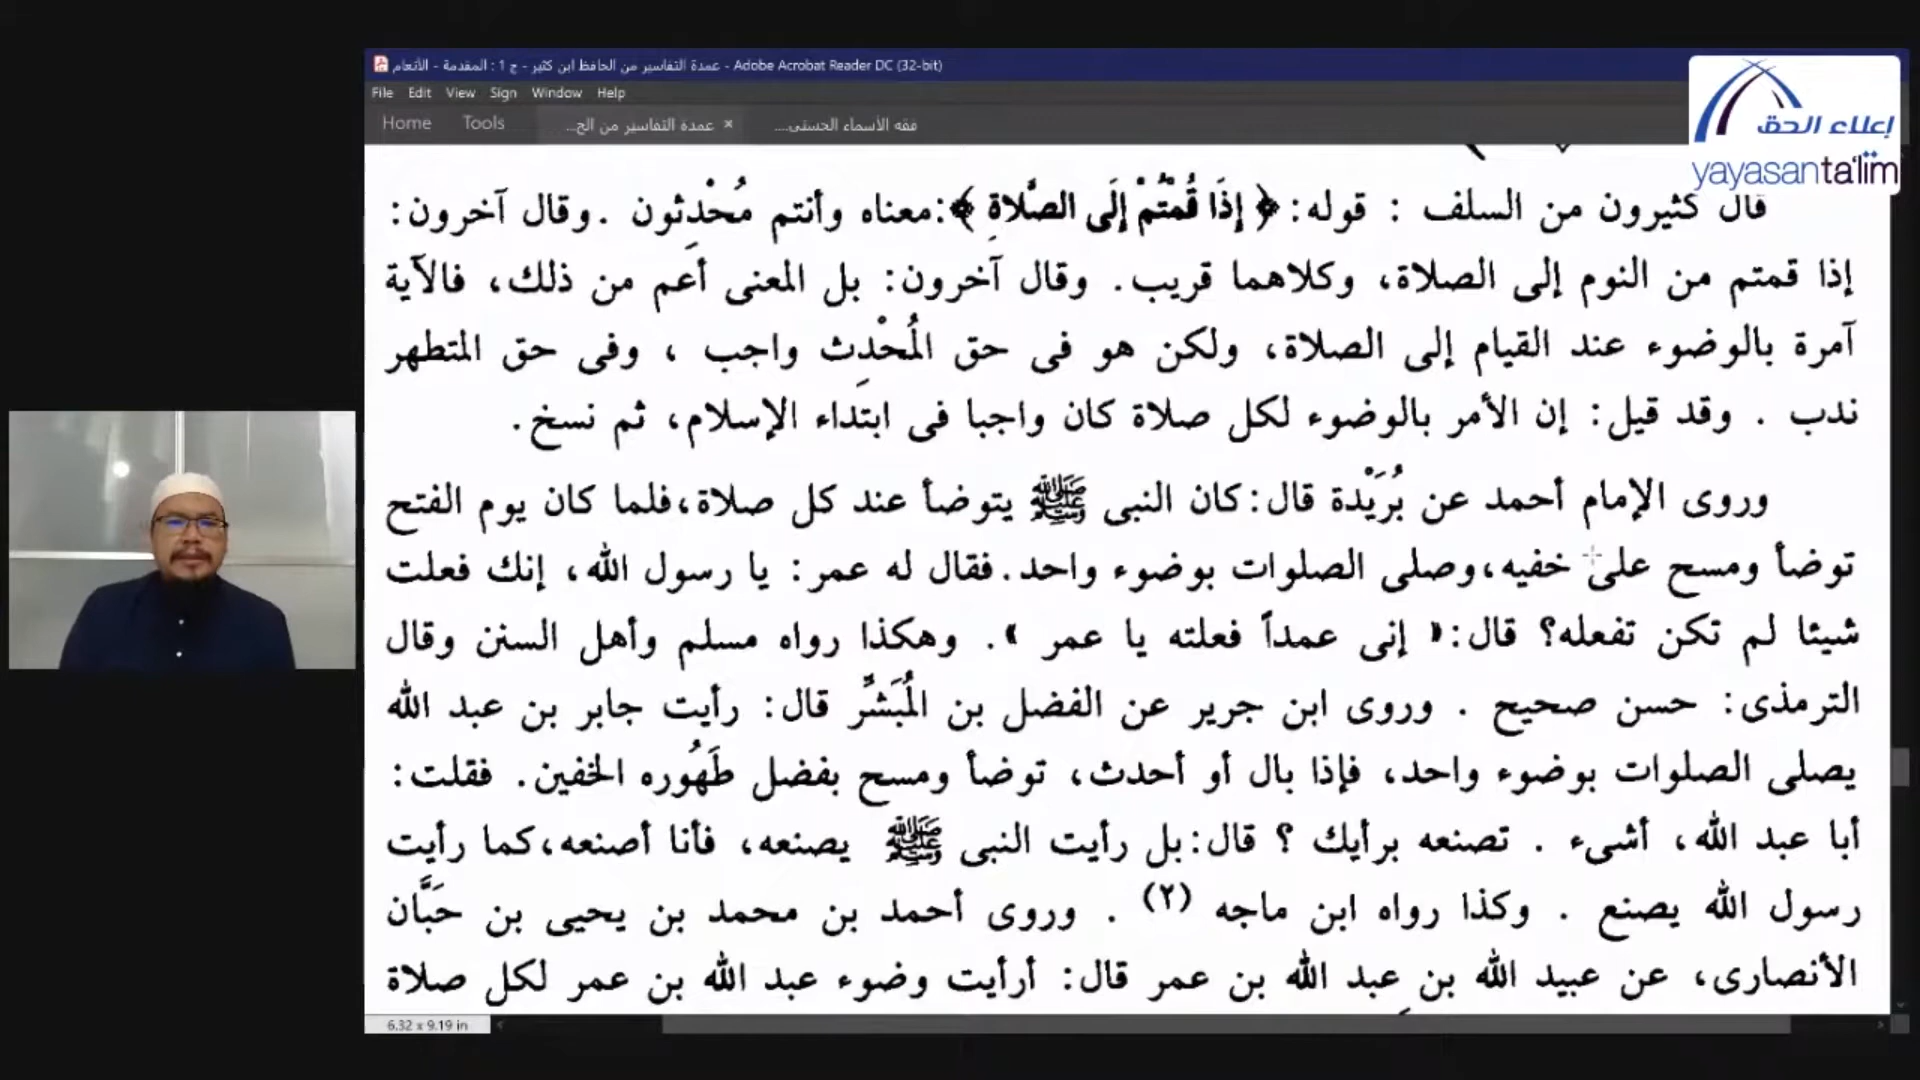 عمدة التفاسير من الحافظ ابن كثير - ج 1 : المقدمة - الأنعام - Adobe Acrobat Reader DC (32-bit)
File Edit View Sign Window Help
Home Tools عمدة التفاسير من الح... × فقه الأسماء الحسنى....
إعلاء الحق
yayasanta'lim
قال كثيرون من السلف : قوله: ﴿ إِذَا قُمْتُمْ إِلَى الصَّلاةِ ﴾:معناه وأنتم مُحْدِثون .وقال آخرون:
إذا قمتم من النوم إلى الصلاة، وكلاهما قريب. وقال آخرون: بل المعنى أعم من ذلك، فالآية
آمرة بالوضوء عند القيام إلى الصلاة، ولكن هو فى حق المُحْدِث واجب ، وفى حق المتطهر
ندب . وقد قيل: إن الأمر بالوضوء لكل صلاة كان واجبا فى ابتداء الإسلام، ثم نسخ.
وروى الإمام أحمد عن بُرَيْدة قال:كان النبى ﷺ يتوضأ عند كل صلاة،فلما كان يوم الفتح
توضأ ومسح على خفيه،وصلى الصلوات بوضوء واحد.فقال له عمر: يا رسول الله، إنك فعلت
شيئا لم تكن تفعله؟ قال:« إنى عمداً فعلته يا عمر ». وهكذا رواه مسلم وأهل السنن وقال
الترمذى: حسن صحيح . وروى ابن جرير عن الفضل بن المُبَشِّر قال: رأيت جابر بن عبد الله
يصلى الصلوات بوضوء واحد، فإذا بال أو أحدث، توضأ ومسح بفضل طَهُوره الخفين. فقلت:
أبا عبد الله، أشىء . تصنعه برأيك ؟ قال:بل رأيت النبى ﷺ يصنعه، فأنا أصنعه،كما رأيت
رسول الله يصنع . وكذا رواه ابن ماجه (٢) . وروى أحمد بن محمد بن يحيى بن حَبَّان
الأنصارى، عن عبيد الله بن عبد الله بن عمر قال: أرأيت وضوء عبد الله بن عمر لكل صلاة
6.32 x 9.19 in